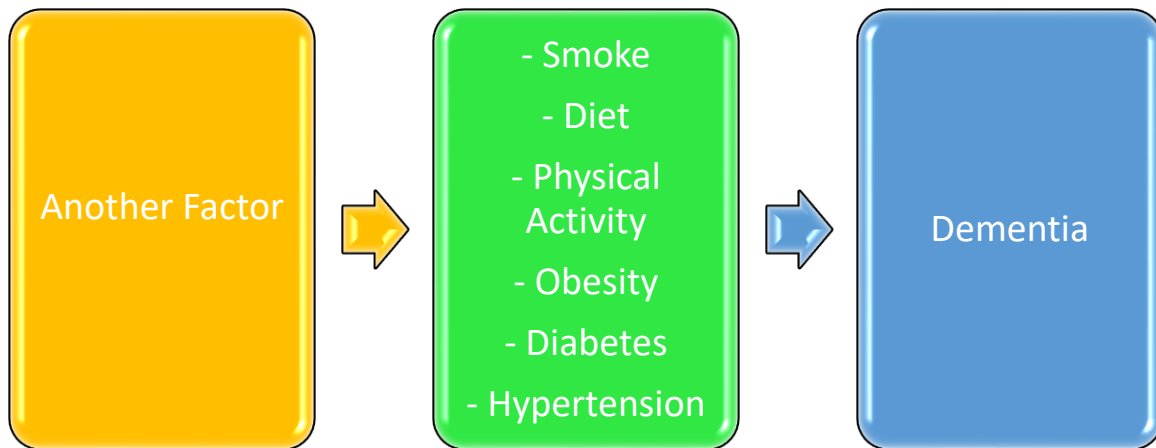 Another Factor
- Smoke
- Diet
- Physical
Activity
- Obesity
- Diabetes
- Hypertension
Dementia